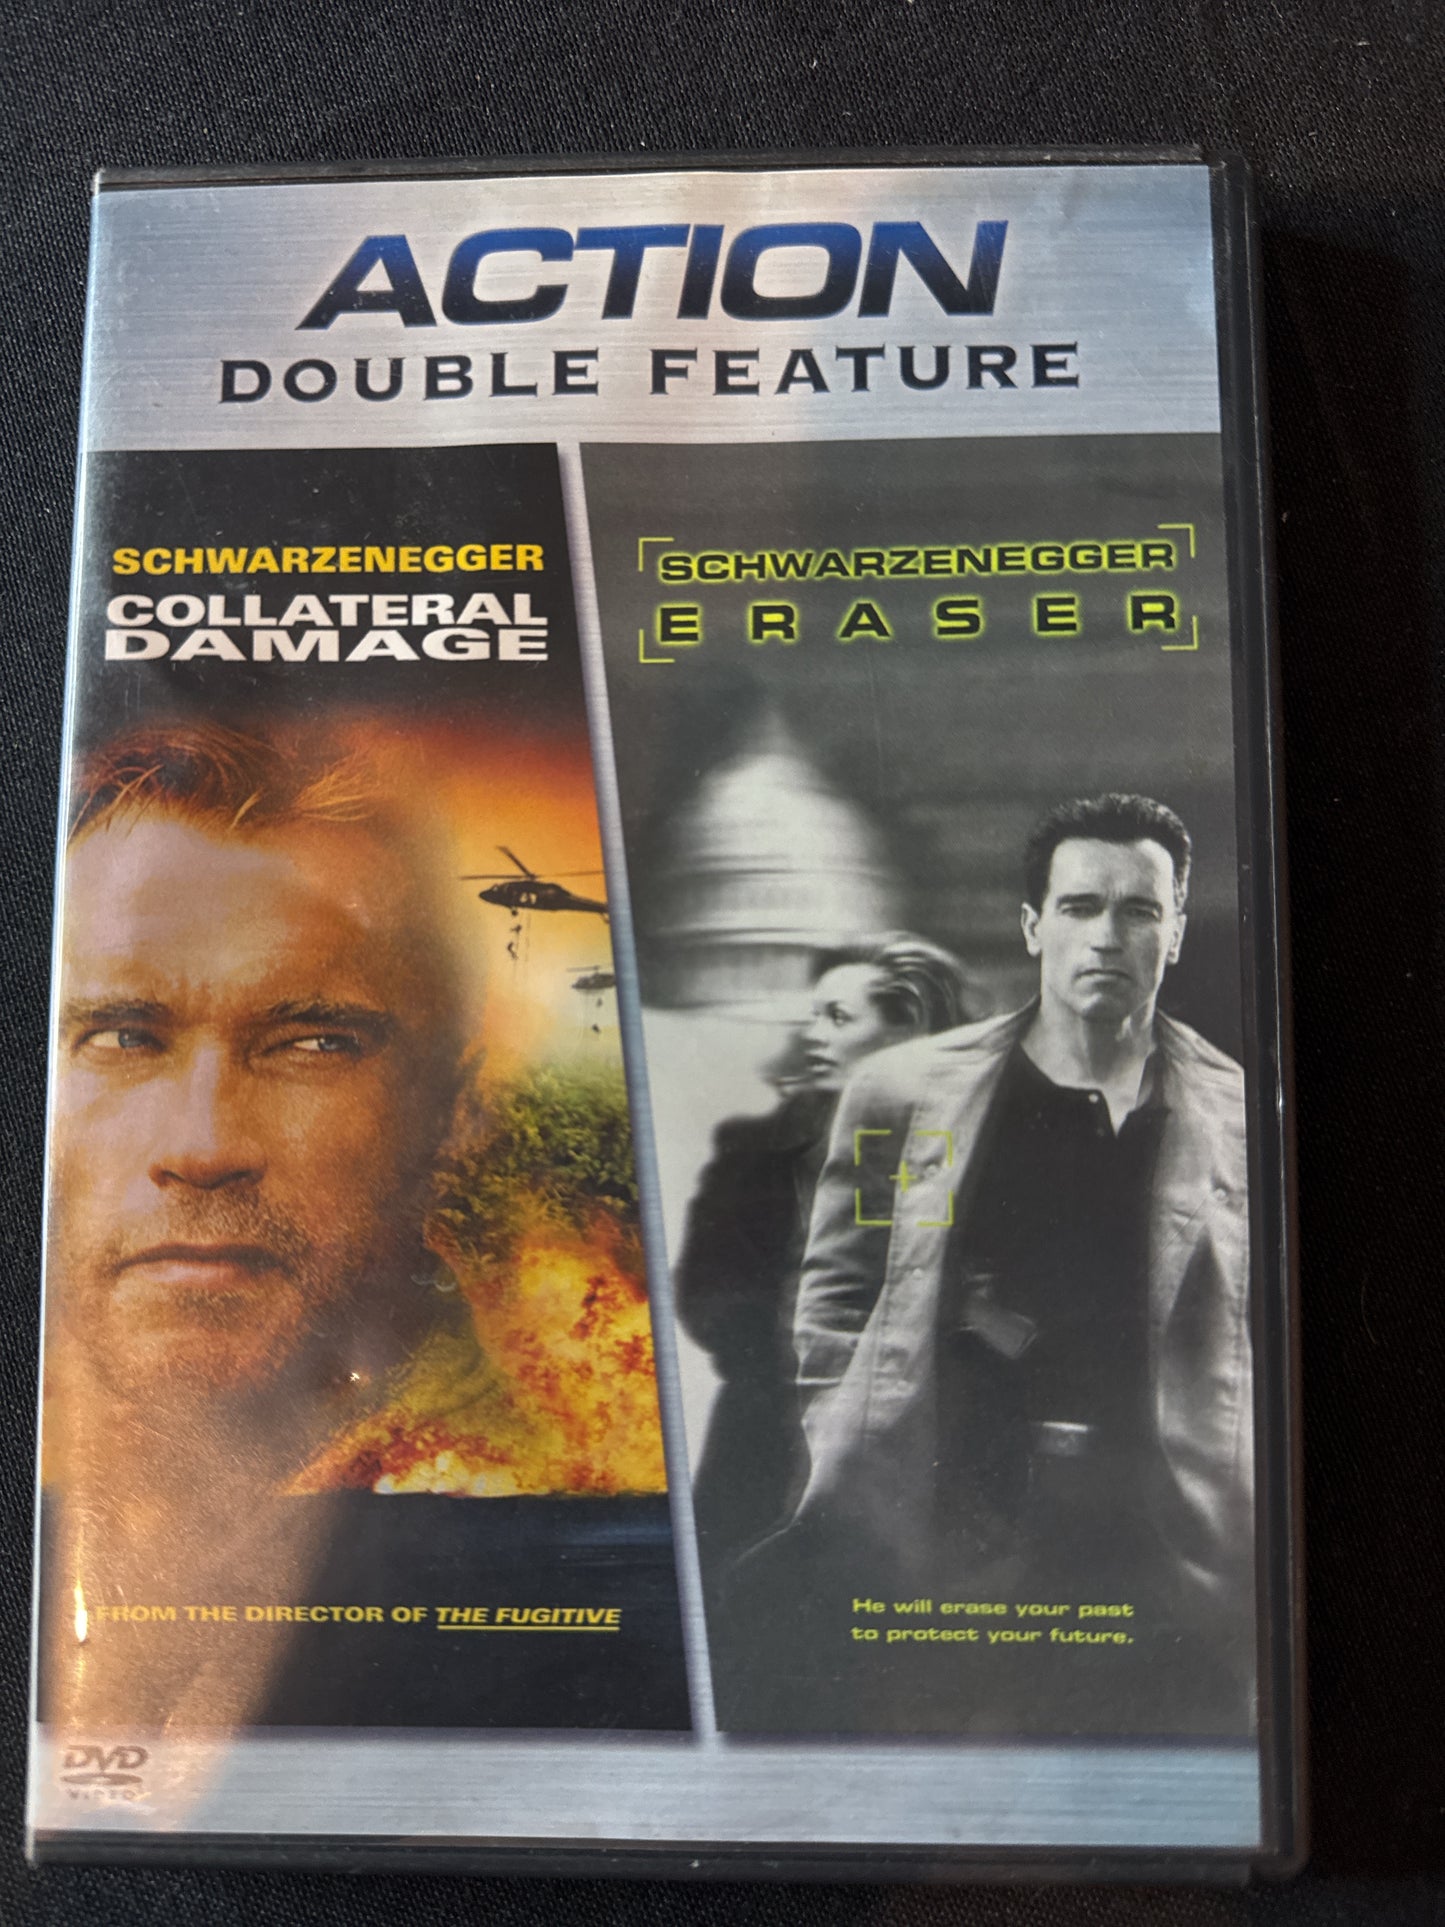 ACTION
DOUBLE FEATURE
SCHWARZENEGGER
COLLATERAL
DAMAGE
FROM THE DIRECTOR OF THE FUGITIVE
SCHWARZENEGGER
ERASER
He will erase your past
to protect your future.
DVD
VIDEO